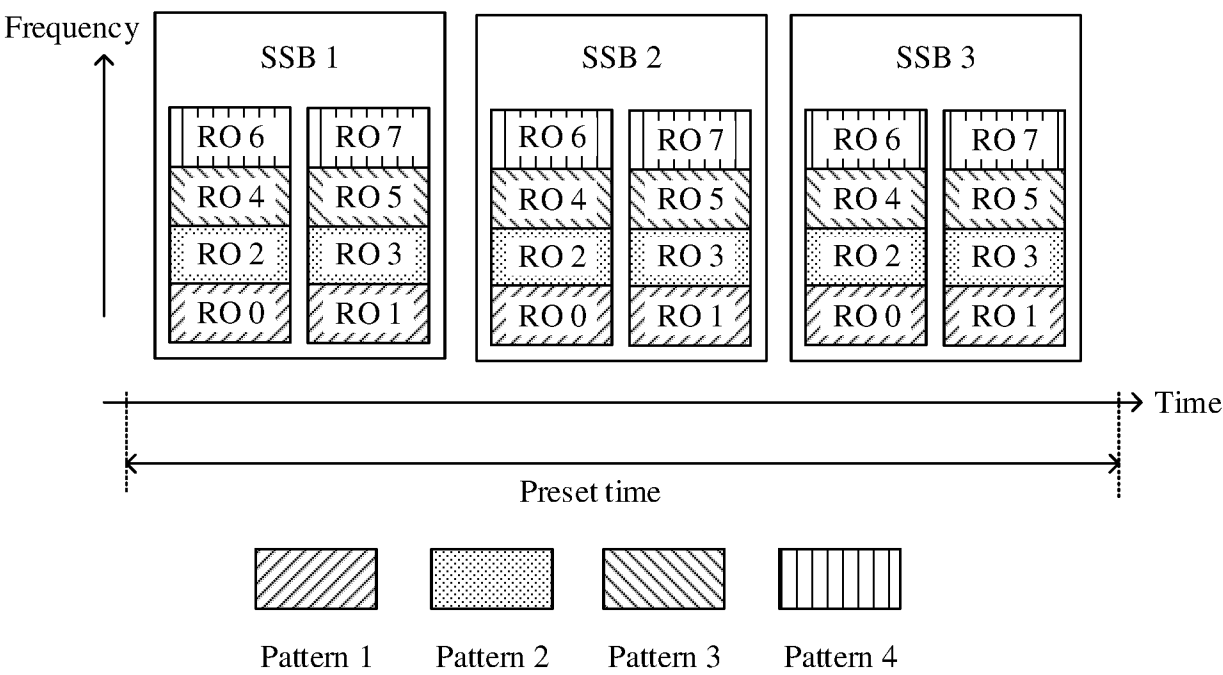 Frequency
SSB 1 SSB 2 SSB 3
RO 6 RO 7 RO 6 RO 7 RO 6 RO 7
RO 4 RO 5 RO 4 RO 5 RO 4 RO 5
RO 2 RO 3 RO 2 RO 3 RO 2 RO 3
RO 0 RO 1 RO 0 RO 1 RO 0 RO 1
Time
Preset time
Pattern 1 Pattern 2 Pattern 3 Pattern 4